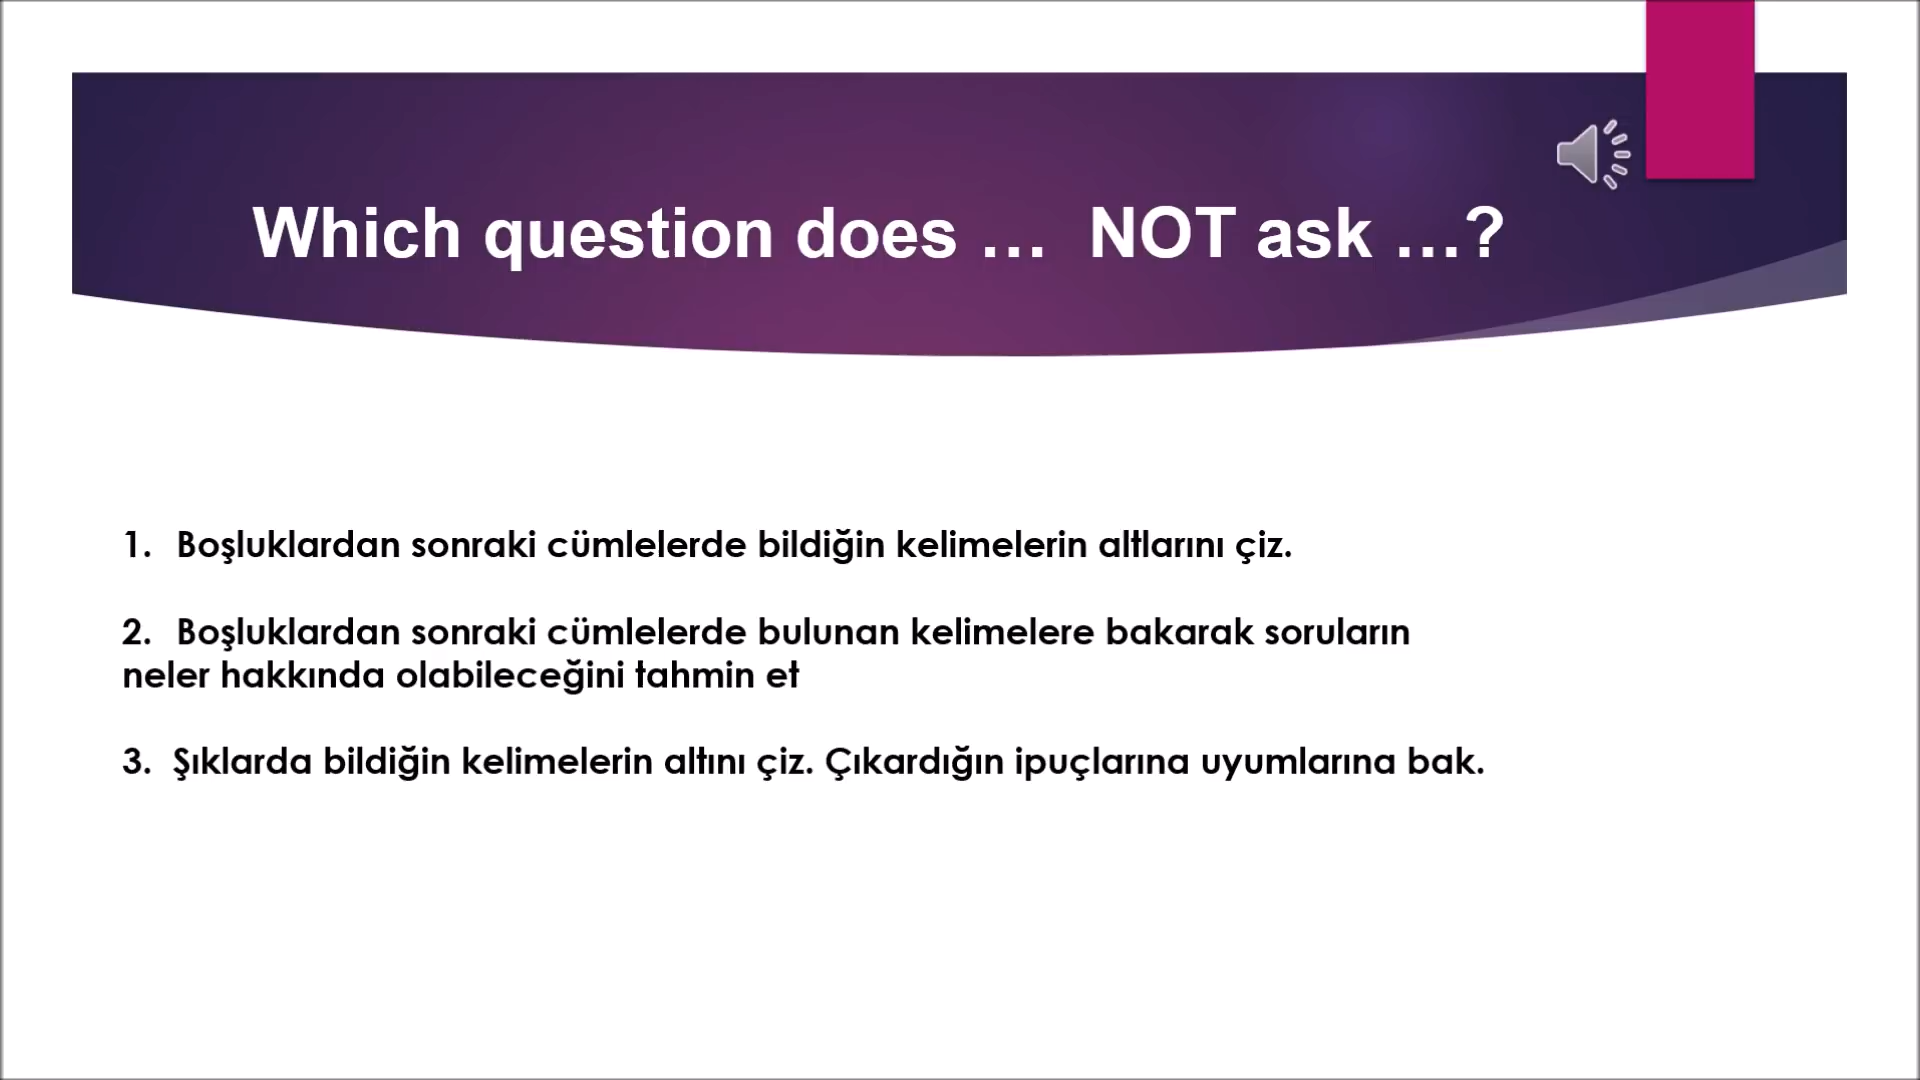 Which question does … NOT ask …?
1. Boşluklardan sonraki cümlelerde bildiğin kelimelerin altlarını çiz.
2. Boşluklardan sonraki cümlelerde bulunan kelimelere bakarak soruların
neler hakkında olabileceğini tahmin et
3. Şıklarda bildiğin kelimelerin altını çiz. Çıkardığın ipuçlarına uyumlarına bak.